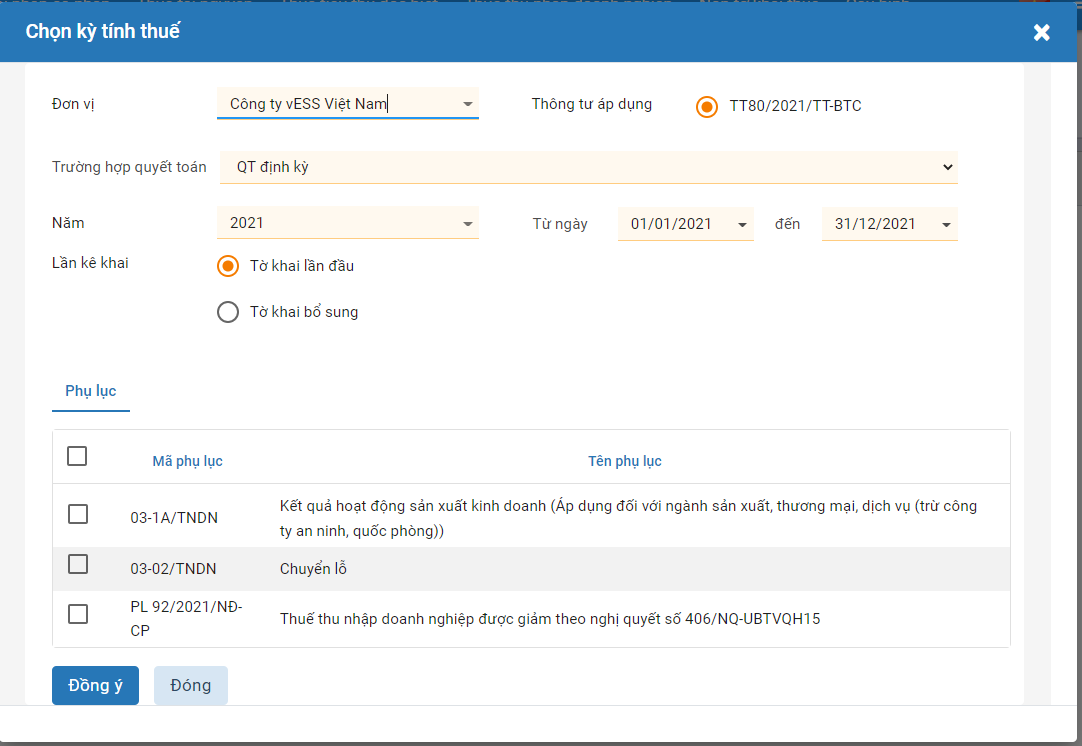 Chọn kỳ tính thuế
Đơn vị
Công ty vESS Việt Nam
Thông tư áp dụng
TT80/2021/TT-BTC
Trường hợp quyết toán
QT định kỳ
Năm
2021
Từ ngày
01/01/2021
đến
31/12/2021
Lần kê khai
Tờ khai lần đầu
Tờ khai bổ sung
Phụ lục
Mã phụ lục
Tên phụ lục
03-1A/TNDN
Kết quả hoạt động sản xuất kinh doanh (Áp dụng đối với ngành sản xuất, thương mại, dịch vụ (trừ công
ty an ninh, quốc phòng))
03-02/TNDN
Chuyển lỗ
PL 92/2021/NĐ-
CP
Thuế thu nhập doanh nghiệp được giảm theo nghị quyết số 406/NQ-UBTVQH15
Đồng ý
Đóng